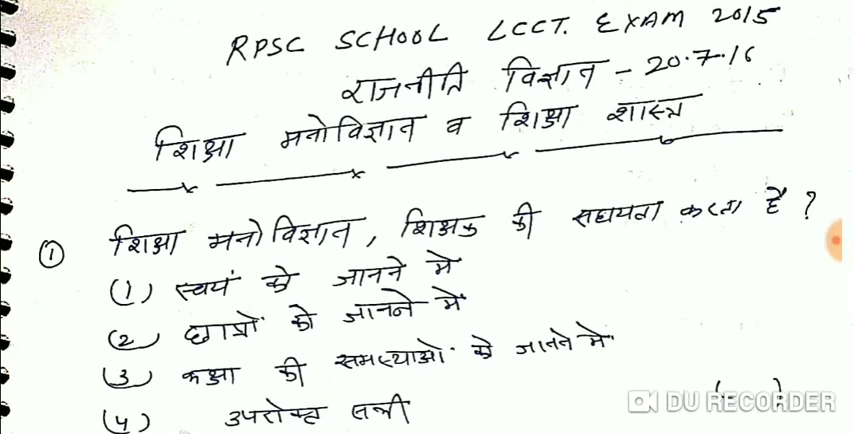 RPSC SCHOOL LCCT. EXAM 2015
राजनीति विज्ञान - 20.7.16
शिक्षा मनोविज्ञान व शिक्षा शास्त्र
① शिक्षा मनोविज्ञान, शिक्षक की सहायता करता है ?
(1) स्वयं को जानने में
(2) छात्रों को जानने में
(3) कक्षा की समस्याओं को जानने में
(4) उपरोक्त सभी
DU RECORDER